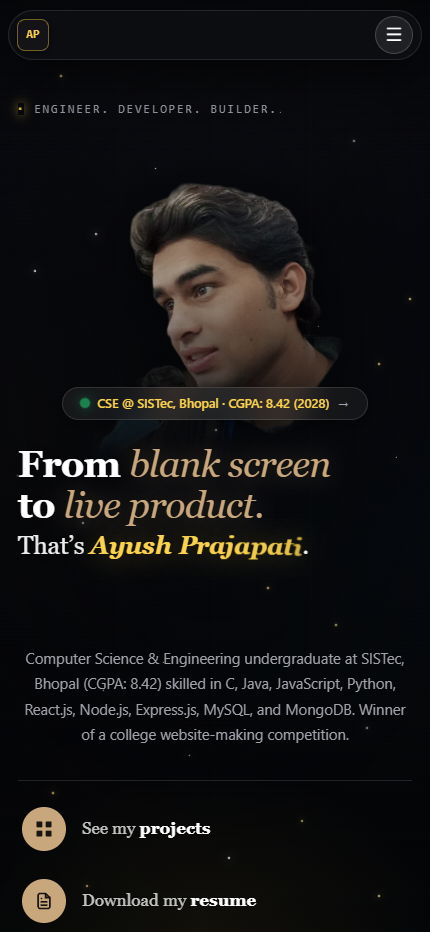 AP
ENGINEER. DEVELOPER. BUILDER.
CSE @ SISTec, Bhopal · CGPA: 8.42 (2028) →
From blank screen
to live product.
That's Ayush Prajapati.
Computer Science & Engineering undergraduate at SISTec,
Bhopal (CGPA: 8.42) skilled in C, Java, JavaScript, Python,
React.js, Node.js, Express.js, MySQL, and MongoDB. Winner
of a college website-making competition.
See my projects
Download my resume